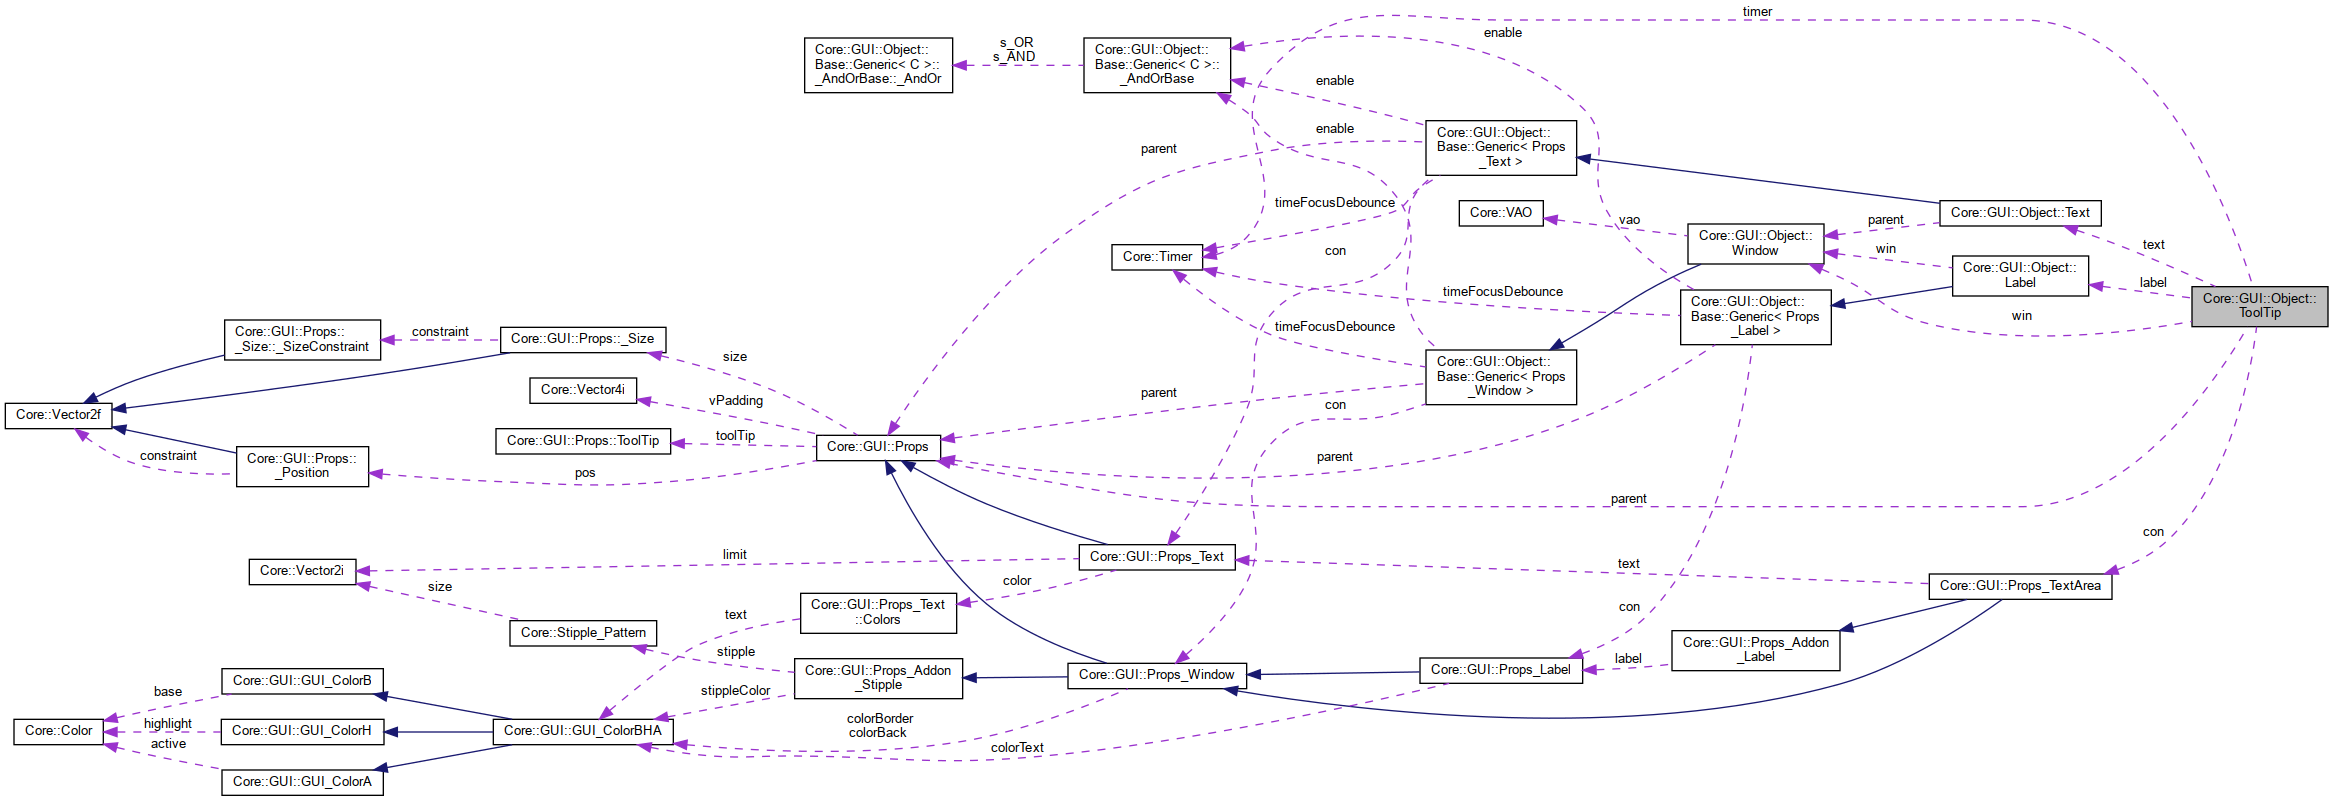 timer
enable
s_OR
s_AND
Core::GUI::Object::
Base::Generic< C >::
_AndOrBase::_AndOr
Core::GUI::Object::
Base::Generic< C >::
_AndOrBase
enable
enable
parent
Core::GUI::Object::
Base::Generic< Props
_Text >
timeFocusDebounce
Core::VAO
vao
Core::GUI::Object::Text
parent
Core::GUI::Object::
Window
win
text
Core::Timer
con
Core::GUI::Object::
Label
label
Core::GUI::Object::
ToolTip
timeFocusDebounce
Core::GUI::Object::
Base::Generic< Props
_Label >
win
timeFocusDebounce
Core::GUI::Props::
_Size::_SizeConstraint
constraint
Core::GUI::Props::_Size
size
Core::GUI::Object::
Base::Generic< Props
_Window >
Core::Vector4i
vPadding
parent
con
Core::Vector2f
Core::GUI::Props::ToolTip
toolTip
Core::GUI::Props
constraint
Core::GUI::Props::
_Position
pos
parent
parent
con
limit
Core::GUI::Props_Text
Core::Vector2i
size
color
text
Core::GUI::Props_TextArea
Core::GUI::Props_Text
::Colors
text
con
Core::Stipple_Pattern
stipple
Core::GUI::Props_Addon
_Label
label
Core::GUI::Props_Addon
_Stipple
Core::GUI::Props_Window
Core::GUI::Props_Label
Core::GUI::GUI_ColorB
base
stippleColor
colorBorder
colorBack
Core::Color
highlight
Core::GUI::GUI_ColorH
Core::GUI::GUI_ColorBHA
active
colorText
Core::GUI::GUI_ColorA